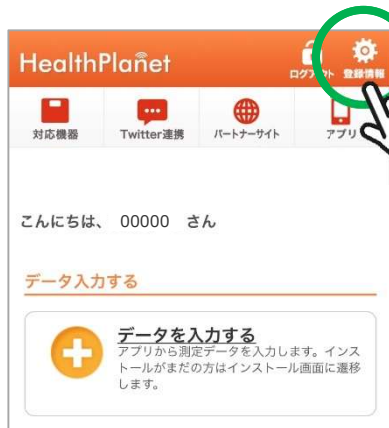 HealthPlanet
ログアウト 登録情報
対応機器 Twitter連携 パートナーサイト アプリ
こんにちは、 00000 さん
データ入力する
データを入力する
アプリから測定データを入力します。インス
トールがまだの方はインストール画面に遷移
します。